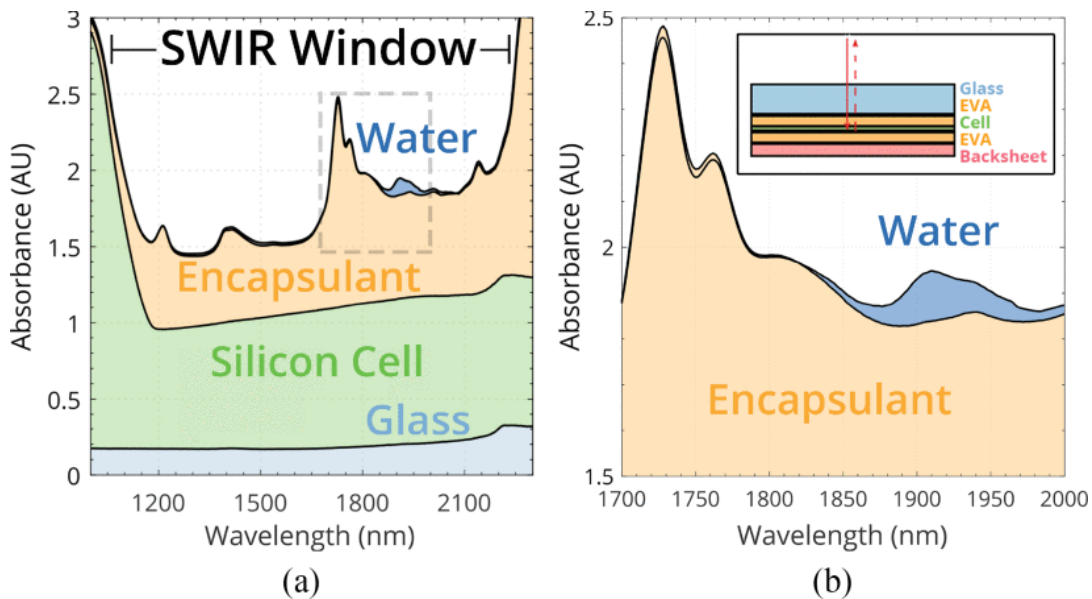 SWIR Window
Water
Encapsulant
Silicon Cell
Glass
Absorbance (AU)
3
2.5
2
1.5
1
0.5
0
1200 1500 1800 2100
Wavelength (nm)
(a)
Glass
EVA
Cell
EVA
Backsheet
Water
Encapsulant
Absorbance (AU)
2.5
2
1.5
1700 1750 1800 1850 1900 1950 2000
Wavelength (nm)
(b)